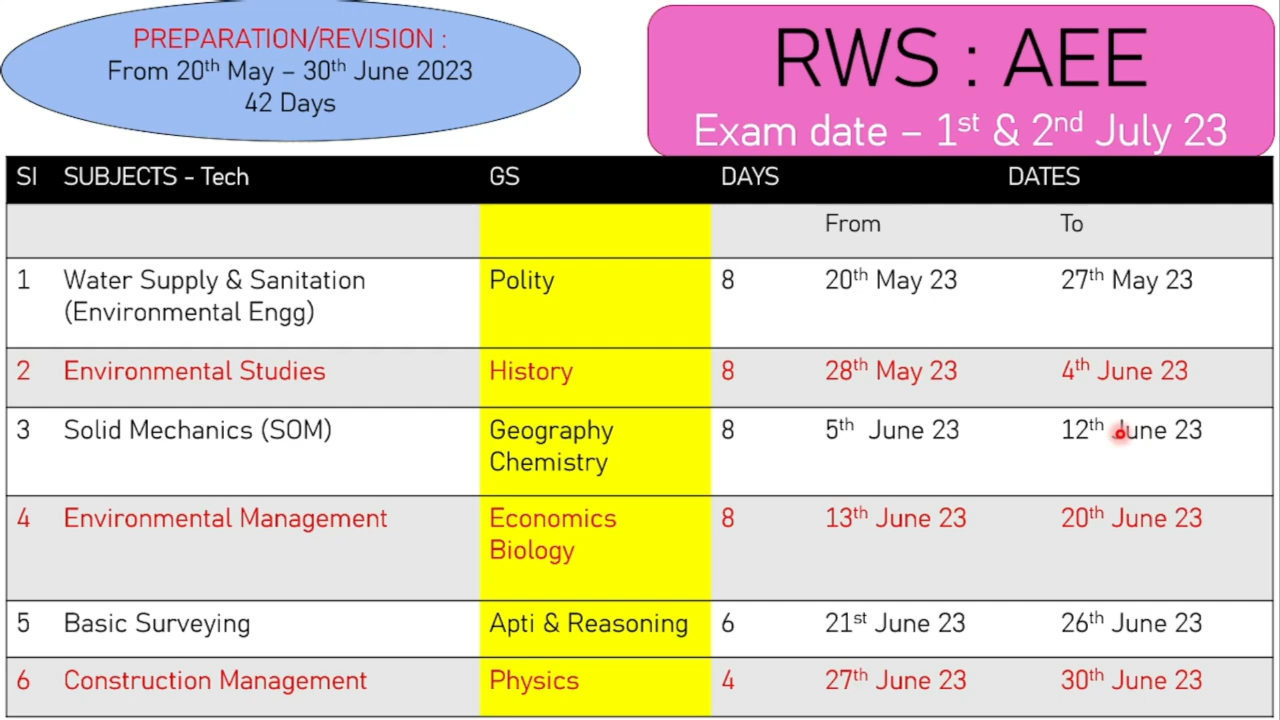 PREPARATION/REVISION :
From 20th May – 30th June 2023
42 Days
RWS : AEE
Exam date – 1st & 2nd July 23
SI SUBJECTS - Tech GS DAYS DATES
From To
1 Water Supply & Sanitation Polity 8 20th May 23 27th May 23
(Environmental Engg)
2 Environmental Studies History 8 28th May 23 4th June 23
3 Solid Mechanics (SOM) Geography 8 5th June 23 12th June 23
Chemistry
4 Environmental Management Economics 8 13th June 23 20th June 23
Biology
5 Basic Surveying Apti & Reasoning 6 21st June 23 26th June 23
6 Construction Management Physics 4 27th June 23 30th June 23